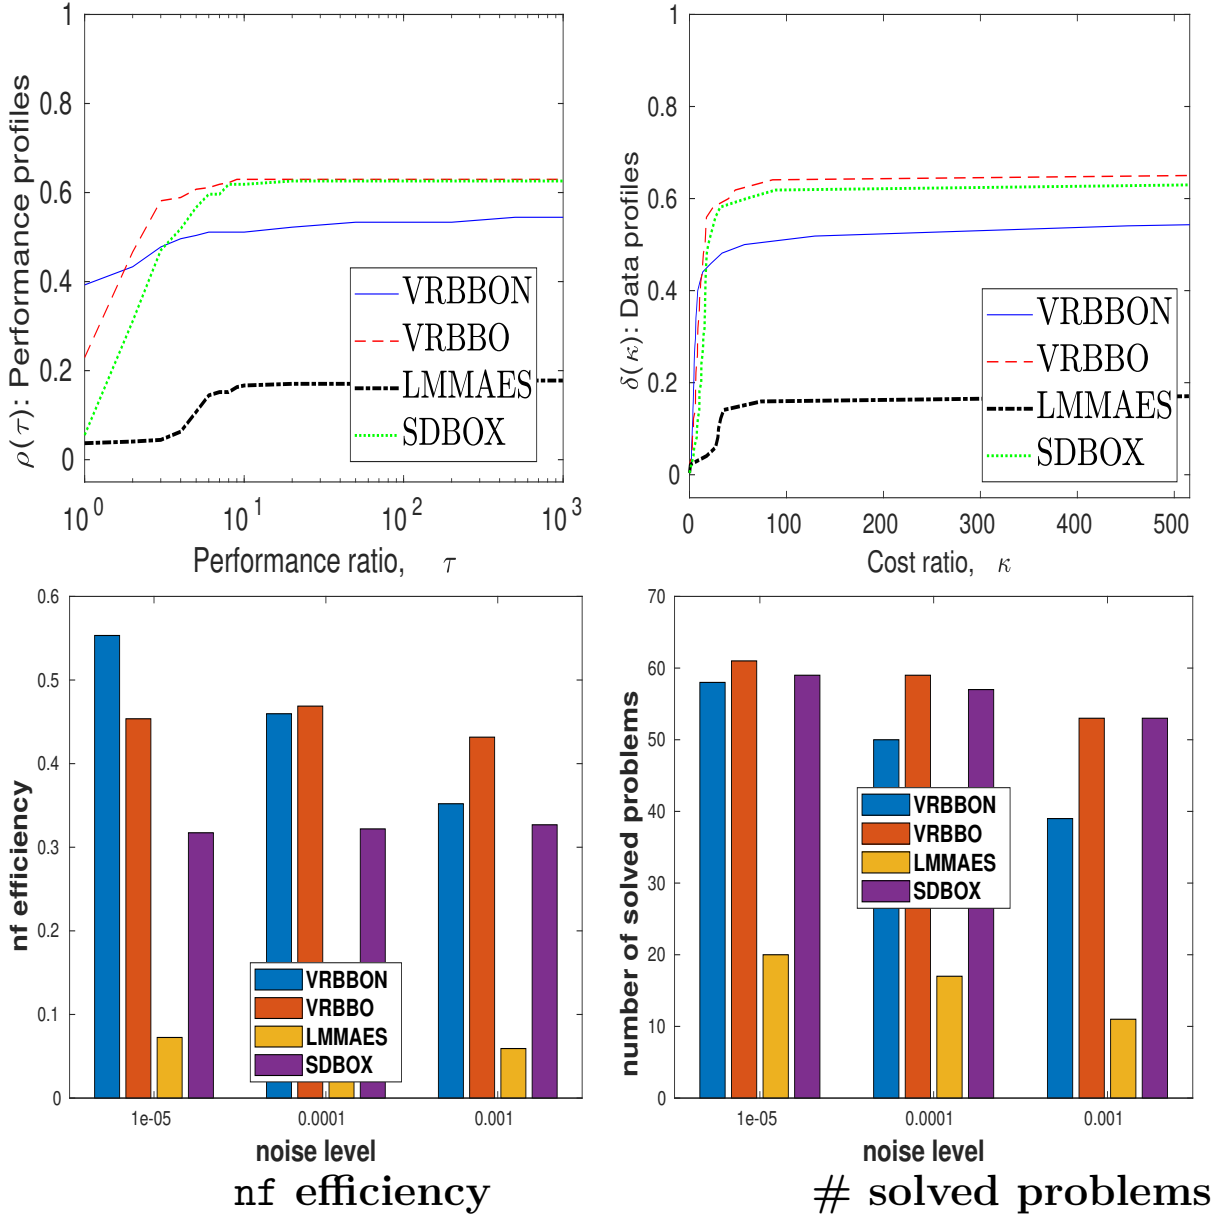 1
0.8
0.6
0.4
0.2
0
ρ(τ): Performance profiles
VRBBON
VRBBO
LMMAES
SDBOX
10^0
10^1
10^2
10^3
Performance ratio, τ
1
0.8
0.6
0.4
0.2
0
δ(κ): Data profiles
VRBBON
VRBBO
LMMAES
SDBOX
0
100
200
300
400
500
Cost ratio, κ
0.6
0.5
0.4
0.3
0.2
0.1
0
nf efficiency
VRBBON
VRBBO
LMMAES
SDBOX
1e-05
0.0001
0.001
noise level
nf efficiency
70
60
50
40
30
20
10
0
number of solved problems
VRBBON
VRBBO
LMMAES
SDBOX
1e-05
0.0001
0.001
noise level
# solved problems